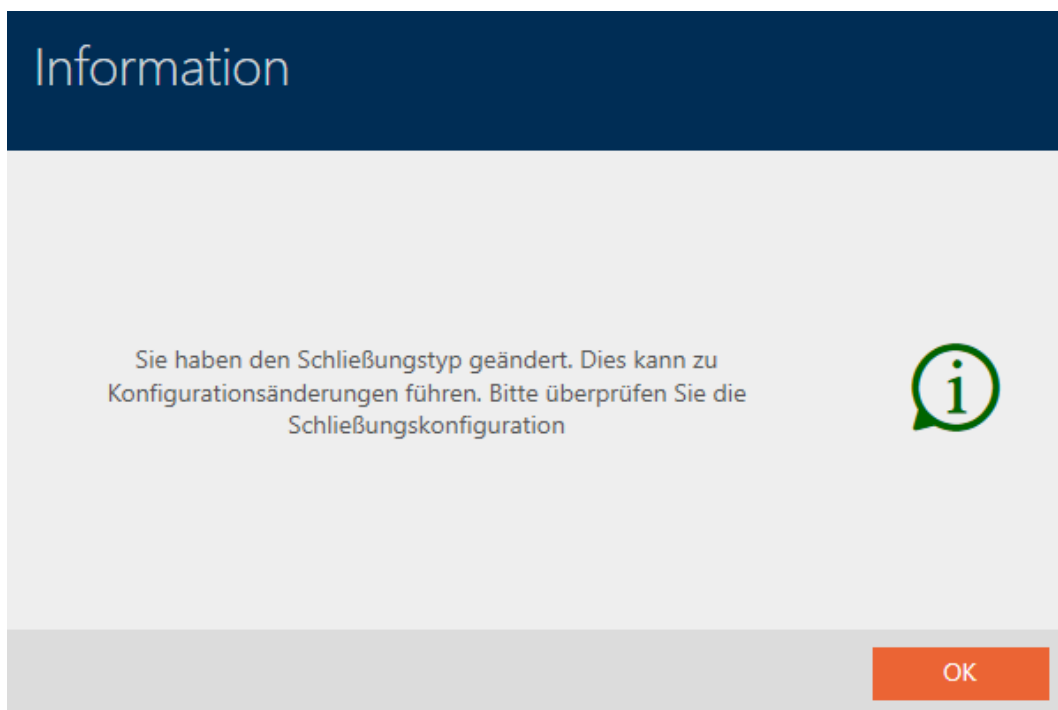 Information
Sie haben den Schließungstyp geändert. Dies kann zu
Konfigurationsänderungen führen. Bitte überprüfen Sie die
Schließungskonfiguration
i
OK